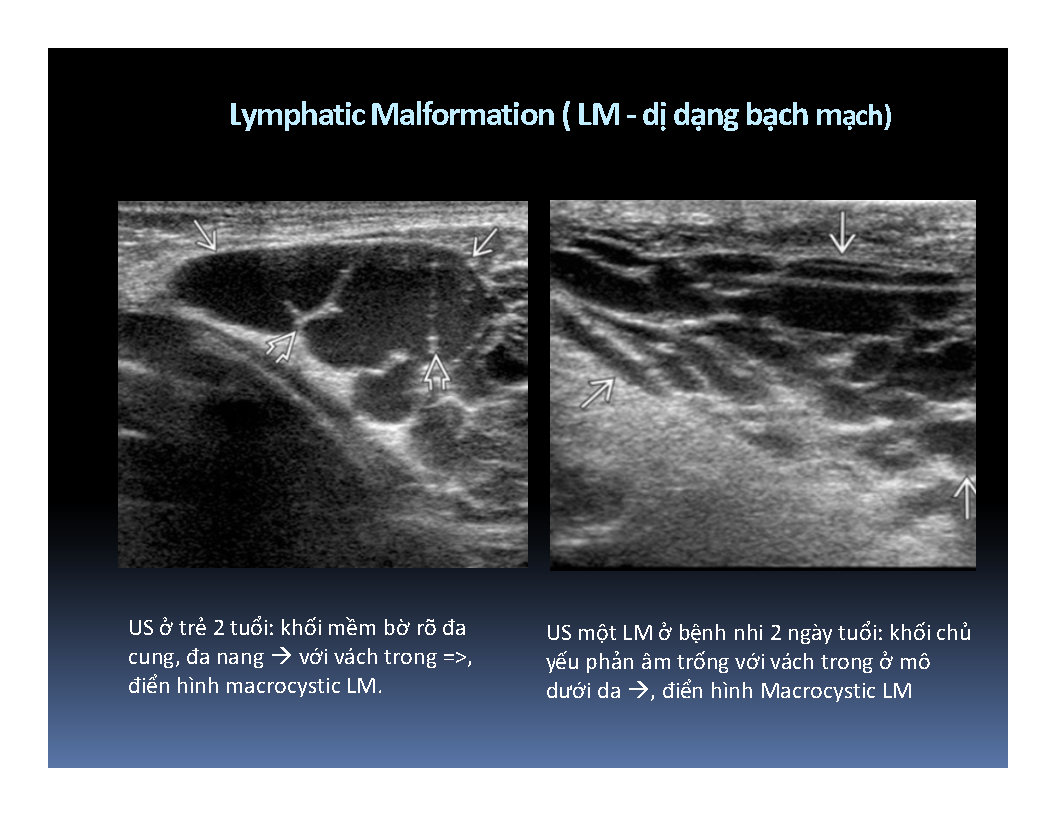 Lymphatic Malformation ( LM - dị dạng bạch mạch)
US ở trẻ 2 tuổi: khối mềm bờ rõ đa
cung, đa nang → với vách trong =>,
điển hình macrocystic LM.
US một LM ở bệnh nhi 2 ngày tuổi: khối chủ
yếu phản âm trống với vách trong ở mô
dưới da →, điển hình Macrocystic LM